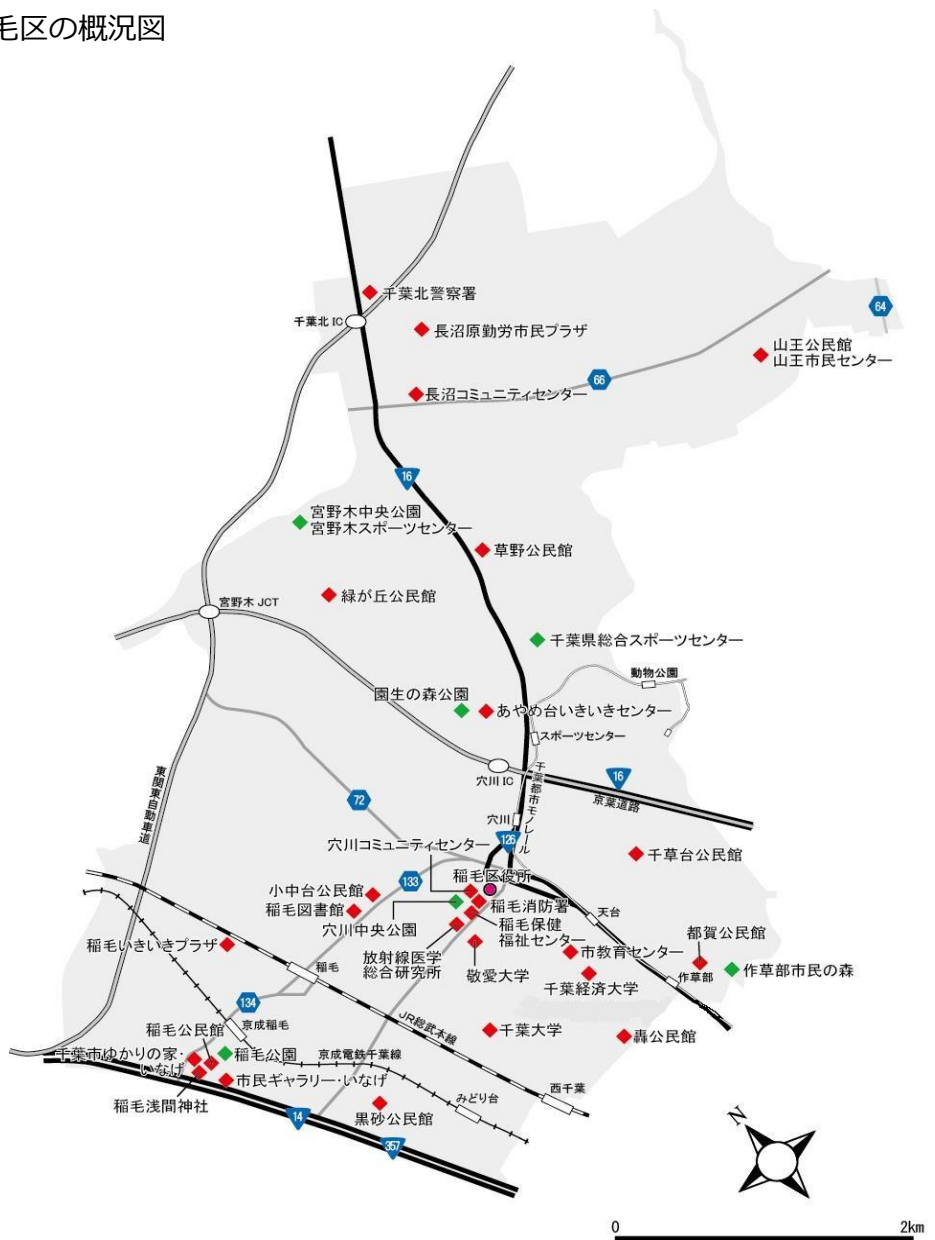 毛区の概況図
千葉北警察署
千葉北 IC
長沼原勤労市民プラザ
64
山王公民館
山王市民センター
66
長沼コミュニティセンター
16
宮野木中央公園
宮野木スポーツセンター
草野公民館
緑が丘公民館
宮野木 JCT
千葉県総合スポーツセンター
動物公園
園生の森公園
あやめ台いきいきセンター
スポーツセンター
穴川 IC
千葉都市モノレール
16
京葉道路
東関東自動車道
72
穴川
126
穴川コミュニティセンター
千草台公民館
133
稲毛区役所
小中台公民館
稲毛図書館
稲毛消防署
穴川中央公園
稲毛保健
福祉センター
天台
都賀公民館
稲毛いきいきプラザ
放射線医学
総合研究所
敬愛大学
市教育センター
千葉経済大学
作草部
作草部市民の森
稲毛
134
京成稲毛
JR総武本線
千葉大学
轟公民館
稲毛公民館
稲毛公園
京成電鉄千葉線
千葉市ゆかりの家・
いなげ
市民ギャラリー・いなげ
西千葉
みどり台
稲毛浅間神社
黒砂公民館
14
357
N
0
2km